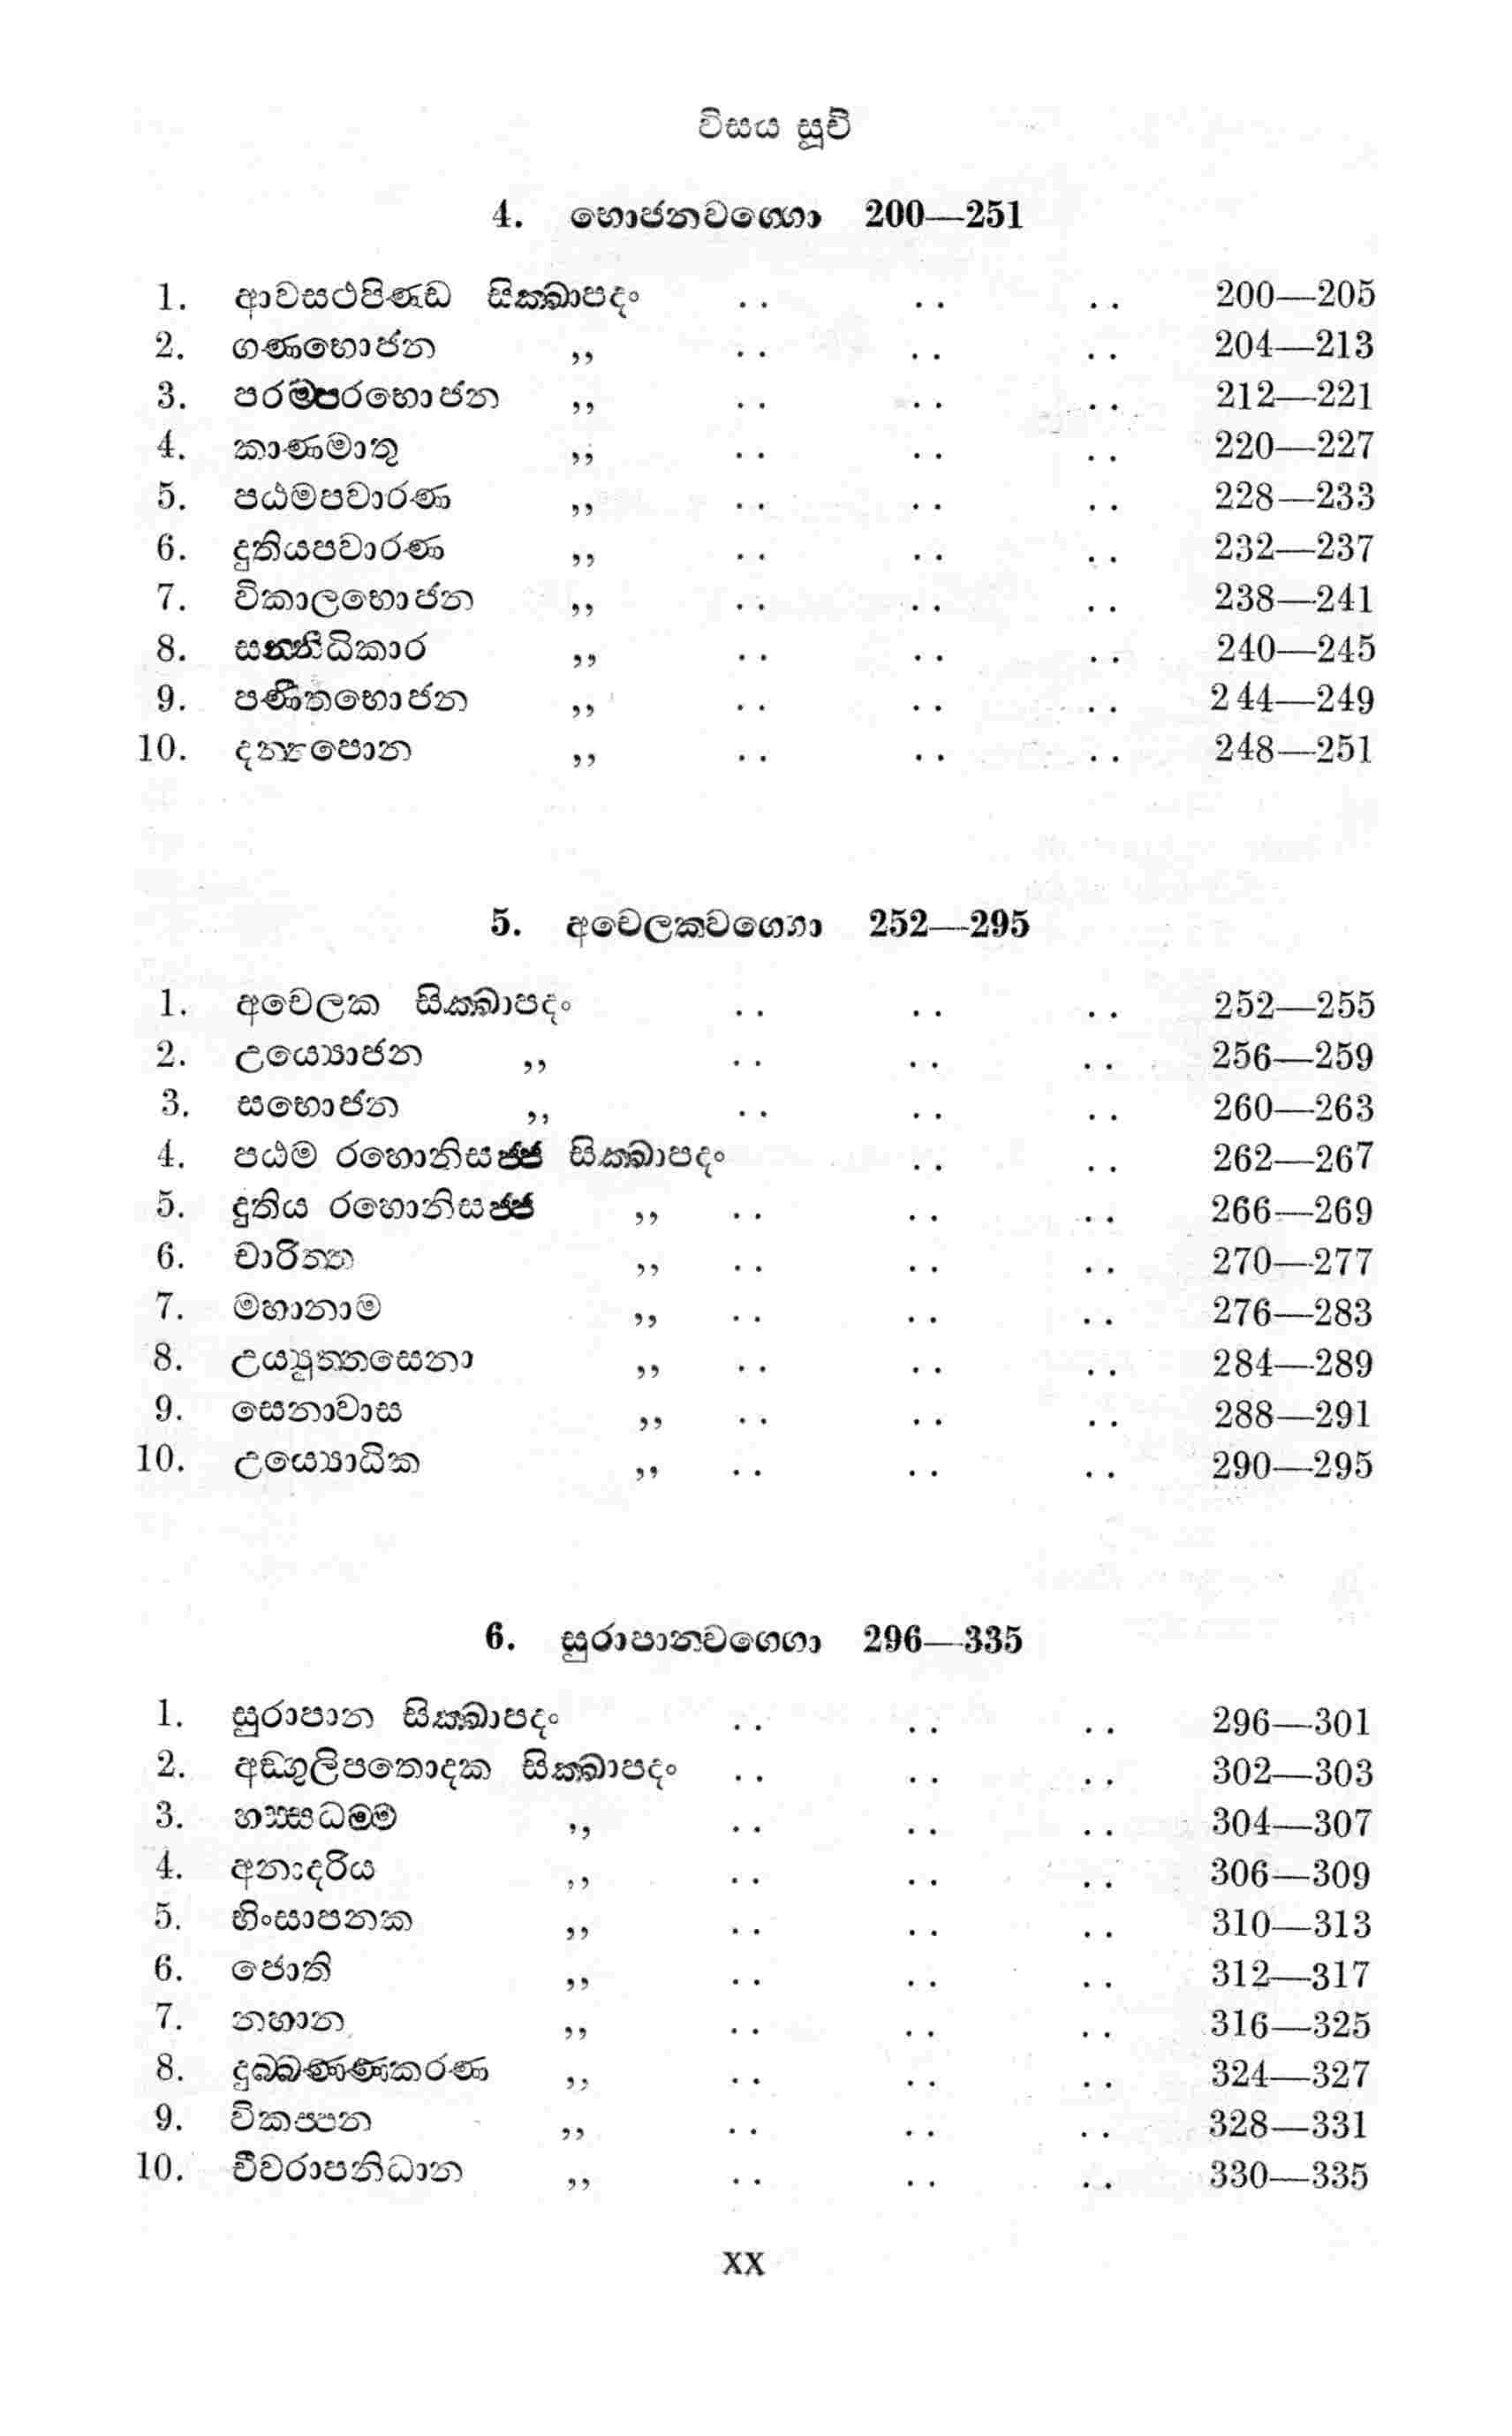 විසය සූචි
4. භොජනවග්ගො 200—251
1. ආවසථපිණ්ඩ සික්ඛාපදං .. .. .. 200—205
2. ගණභොජන ,, .. .. .. 204—213
3. පරම්පරභොජන ,, .. .. .. 212—221
4. කාණමාතු ,, .. .. .. 220—227
5. පඨමපවාරණ ,, .. .. .. 228—233
6. දුතියපවාරණ ,, .. .. .. 232—237
7. විකාලභොජන ,, .. .. .. 238—241
8. සන්නිධිකාර ,, .. .. .. 240—245
9. පණීතභොජන ,, .. .. .. 244—249
10. දන්තපොන ,, .. .. .. 248—251
5. අචෙලකවග්ගො 252—295
1. අචෙලක සික්ඛාපදං .. .. .. 252—255
2. උය්‍යොජන ,, .. .. .. 256—259
3. සභොජන ,, .. .. .. 260—263
4. පඨම රහොනිසජ්ජ සික්ඛාපදං .. .. 262—267
5. දුතිය රහොනිසජ්ජ ,, .. .. .. 266—269
6. චාරිත්ත ,, .. .. .. 270—277
7. මහානාම ,, .. .. .. 276—283
8. උය්‍යුත්තසෙනා ,, .. .. .. 284—289
9. සෙනාවාස ,, .. .. .. 288—291
10. උය්‍යොධික ,, .. .. .. 290—295
6. සුරාපානවග්ගො 296—335
1. සුරාපාන සික්ඛාපදං .. .. .. 296—301
2. අඞ්ගුලිපතොදක සික්ඛාපදං .. .. .. 302—303
3. හස්සධම්ම ,, .. .. .. 304—307
4. අනාදරිය ,, .. .. .. 306—309
5. භිංසාපනක ,, .. .. .. 310—313
6. ජොති ,, .. .. .. 312—317
7. නහාන ,, .. .. .. 316—325
8. දුබ්බණ්ණකරණ ,, .. .. .. 324—327
9. විකප්පන ,, .. .. .. 328—331
10. චීවරාපනිධාන ,, .. .. .. 330—335
XX